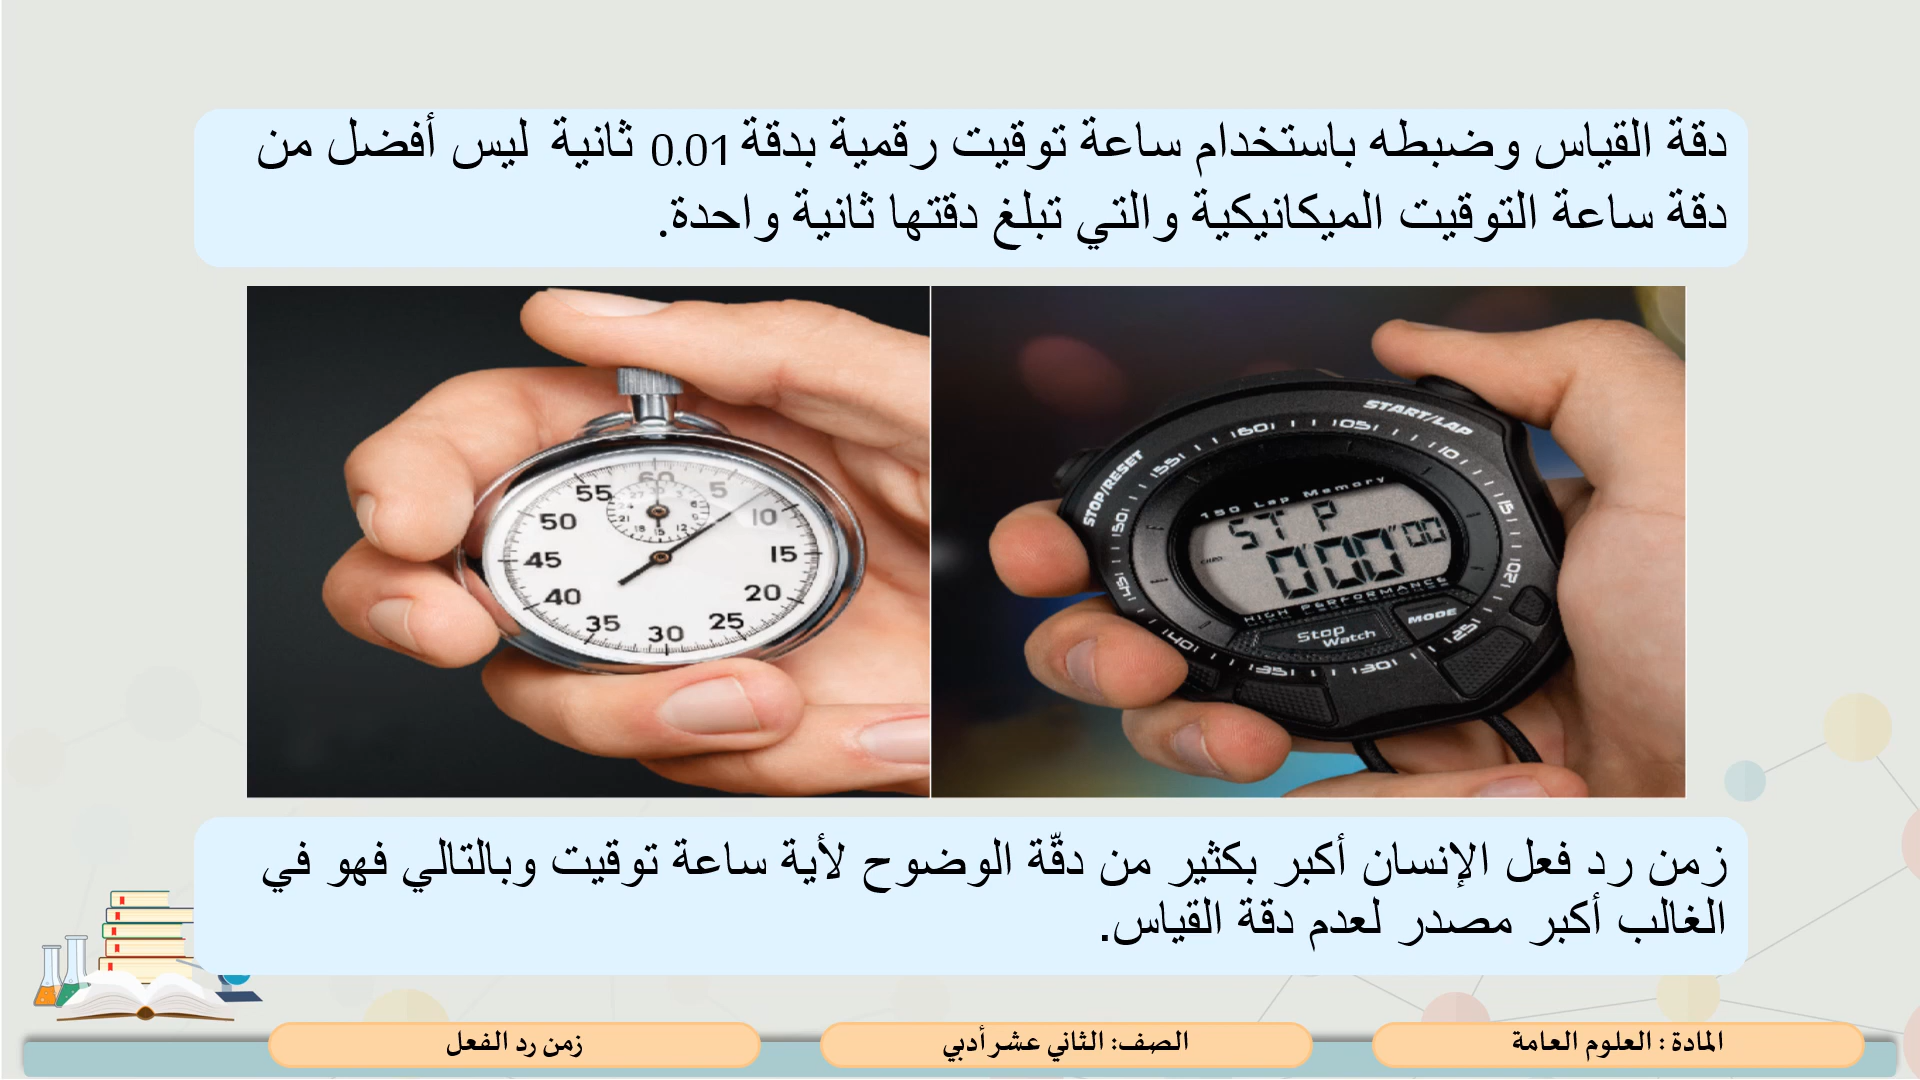 دقة القياس وضبطه باستخدام ساعة توقيت رقمية بدقة 0.01 ثانية ليس أفضل من
دقة ساعة التوقيت الميكانيكية والتي تبلغ دقتها ثانية واحدة.
60
5
10
15
20
25
30
35
40
45
50
55
START/LAP
STOP/RESET
150 Lap Memory
ST P
0'00"00
HIGH PERFORMANCE
Stop
Watch
MODE
زمن رد فعل الإنسان أكبر بكثير من دقّة الوضوح لأية ساعة توقيت وبالتالي فهو في
الغالب أكبر مصدر لعدم دقة القياس.
المادة : العلوم العامة
الصف: الثاني عشر أدبي
زمن رد الفعل